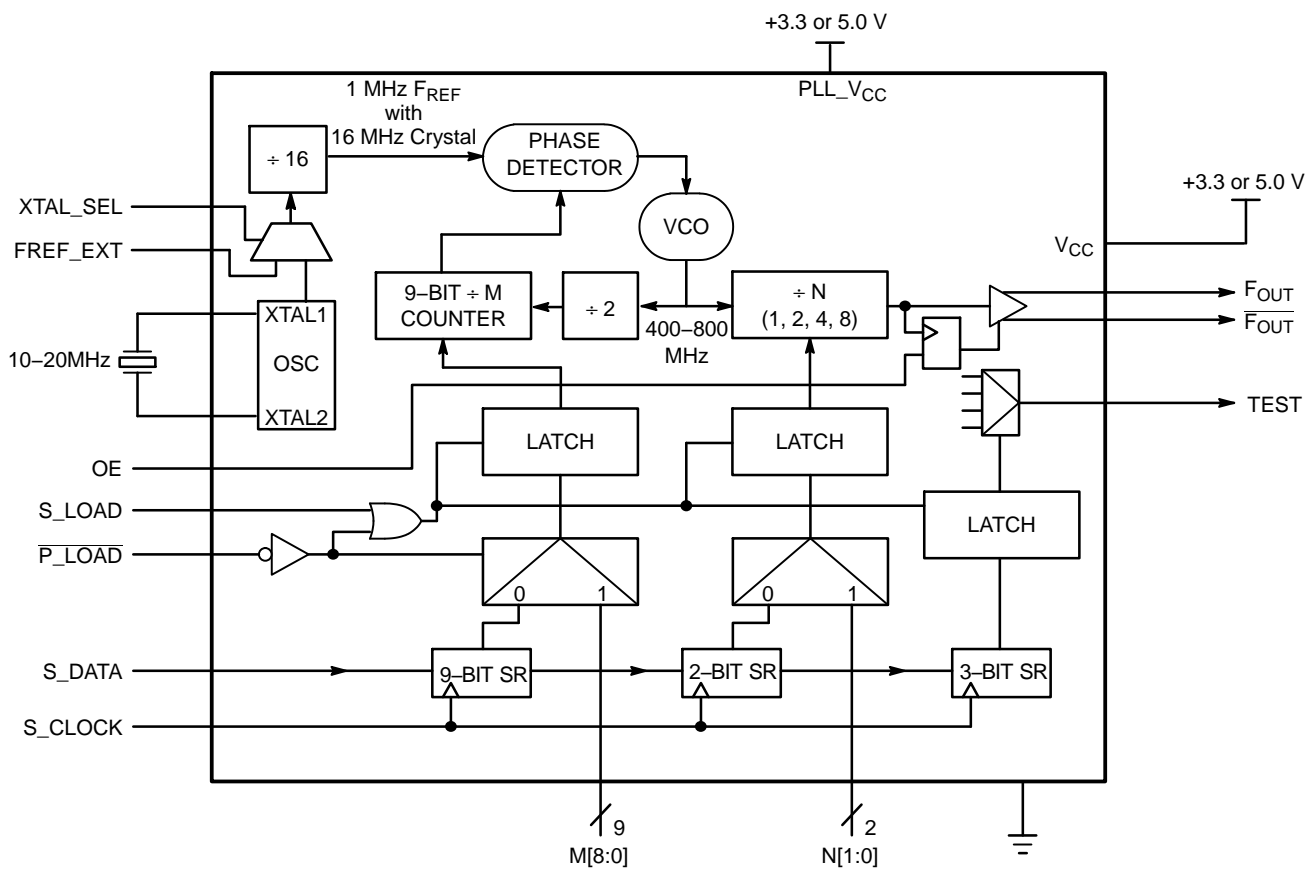 +3.3 or 5.0 V
PLL_VCC
1 MHz FREF
with
16 MHz Crystal
÷ 16
PHASE
DETECTOR
+3.3 or 5.0 V
XTAL_SEL
VCO
FREF_EXT
VCC
9–BIT ÷ M
COUNTER
÷ 2
÷ N
(1, 2, 4, 8)
FOUT
FOUT
400–800
MHz
XTAL1
OSC
XTAL2
10–20MHz
TEST
LATCH
LATCH
OE
S_LOAD
LATCH
P_LOAD
0
1
0
1
S_DATA
9–BIT SR
2–BIT SR
3–BIT SR
S_CLOCK
9
2
M[8:0]
N[1:0]